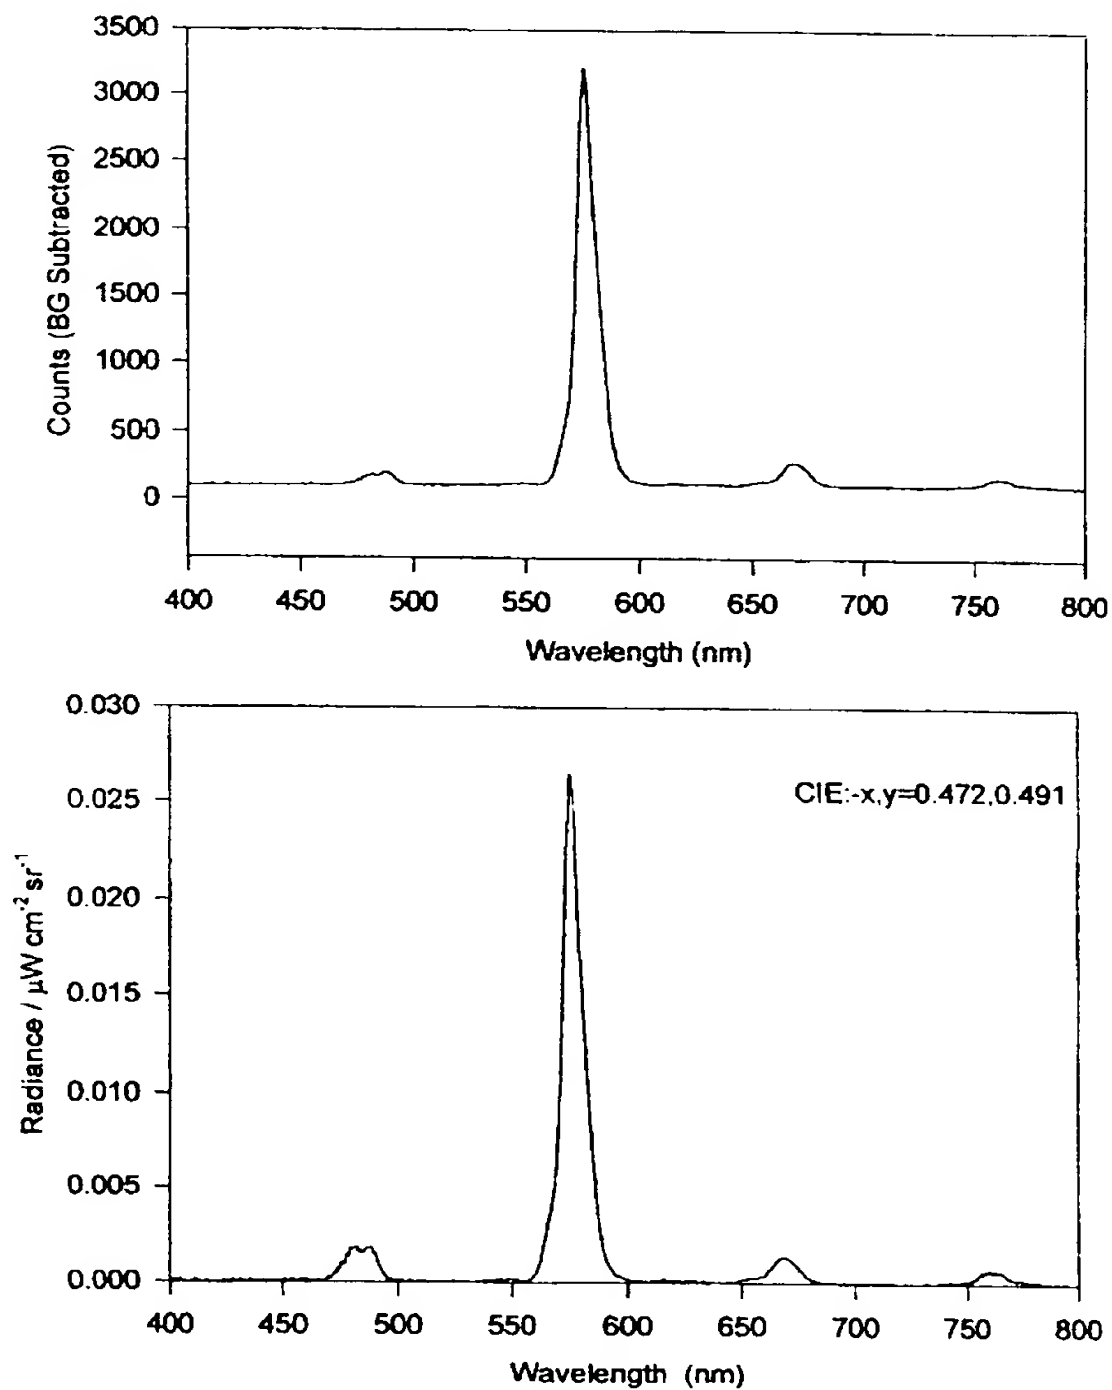 3500
3000
2500
2000
1500
1000
500
0
Counts (BG Subtracted)
400 450 500 550 600 650 700 750 800
Wavelength (nm)
0.030
0.025
0.020
0.015
0.010
0.005
0.000
Radiance / µW cm⁻² sr⁻¹
CIE:-x,y=0.472,0.491
400 450 500 550 600 650 700 750 800
Wavelength (nm)